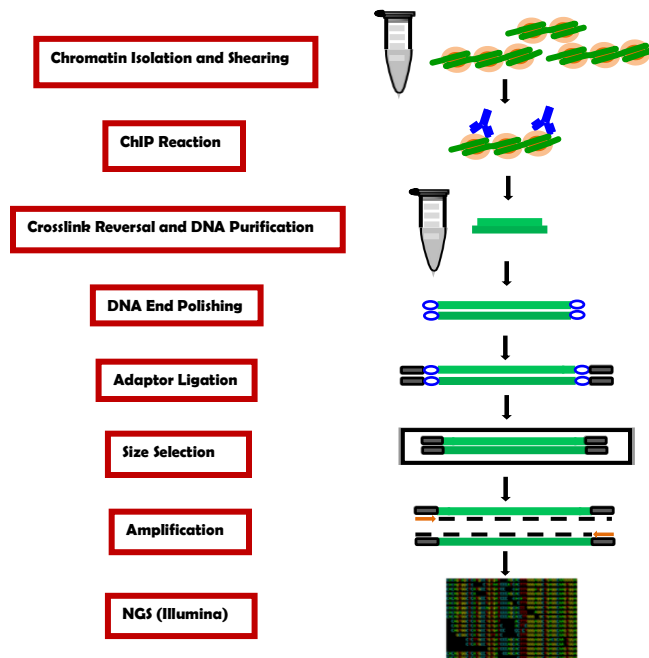 Chromatin Isolation and Shearing
ChIP Reaction
Crosslink Reversal and DNA Purification
DNA End Polishing
Adaptor Ligation
Size Selection
Amplification
NGS (Illumina)